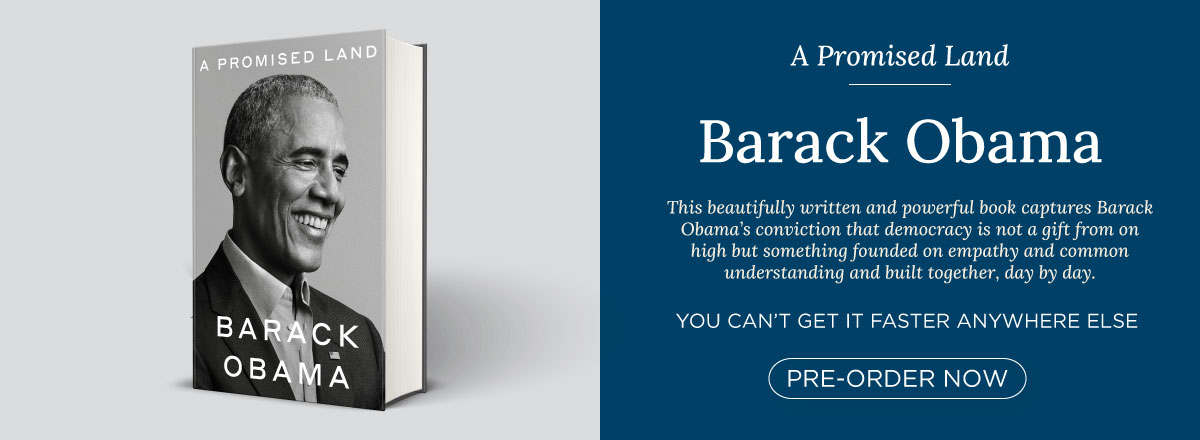 A PROMISED LAND
BARACK
OBAMA
A Promised Land
Barack Obama
This beautifully written and powerful book captures Barack
Obama's conviction that democracy is not a gift from on
high but something founded on empathy and common
understanding and built together, day by day.
YOU CAN'T GET IT FASTER ANYWHERE ELSE
PRE-ORDER NOW